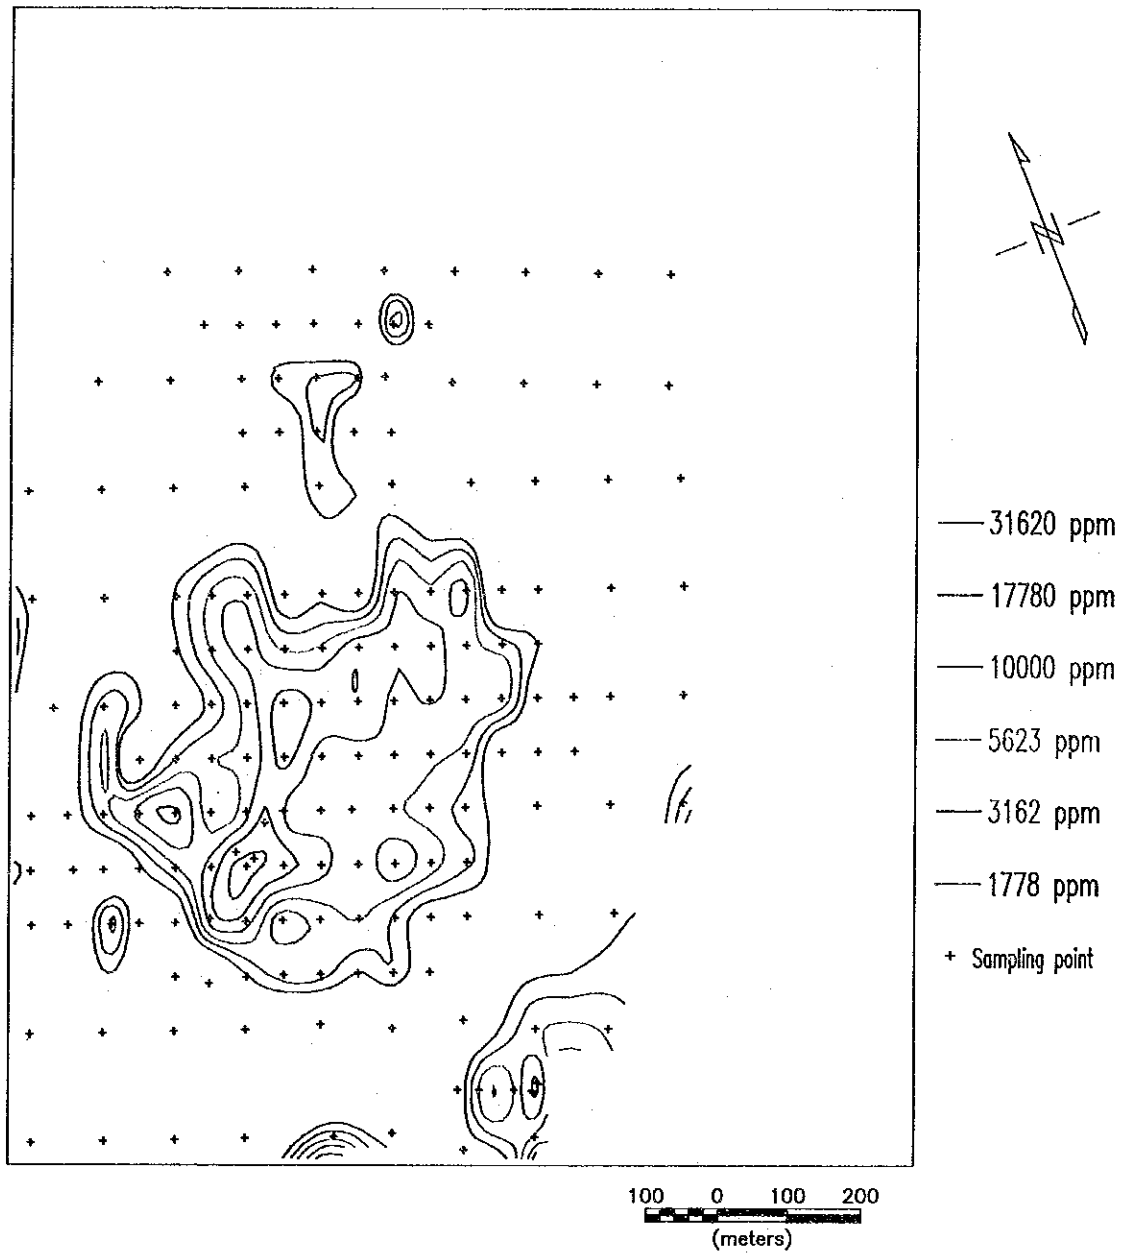 31620 ppm
17780 ppm
10000 ppm
5623 ppm
3162 ppm
1778 ppm
+ Sampling point
100 0 100 200
(meters)